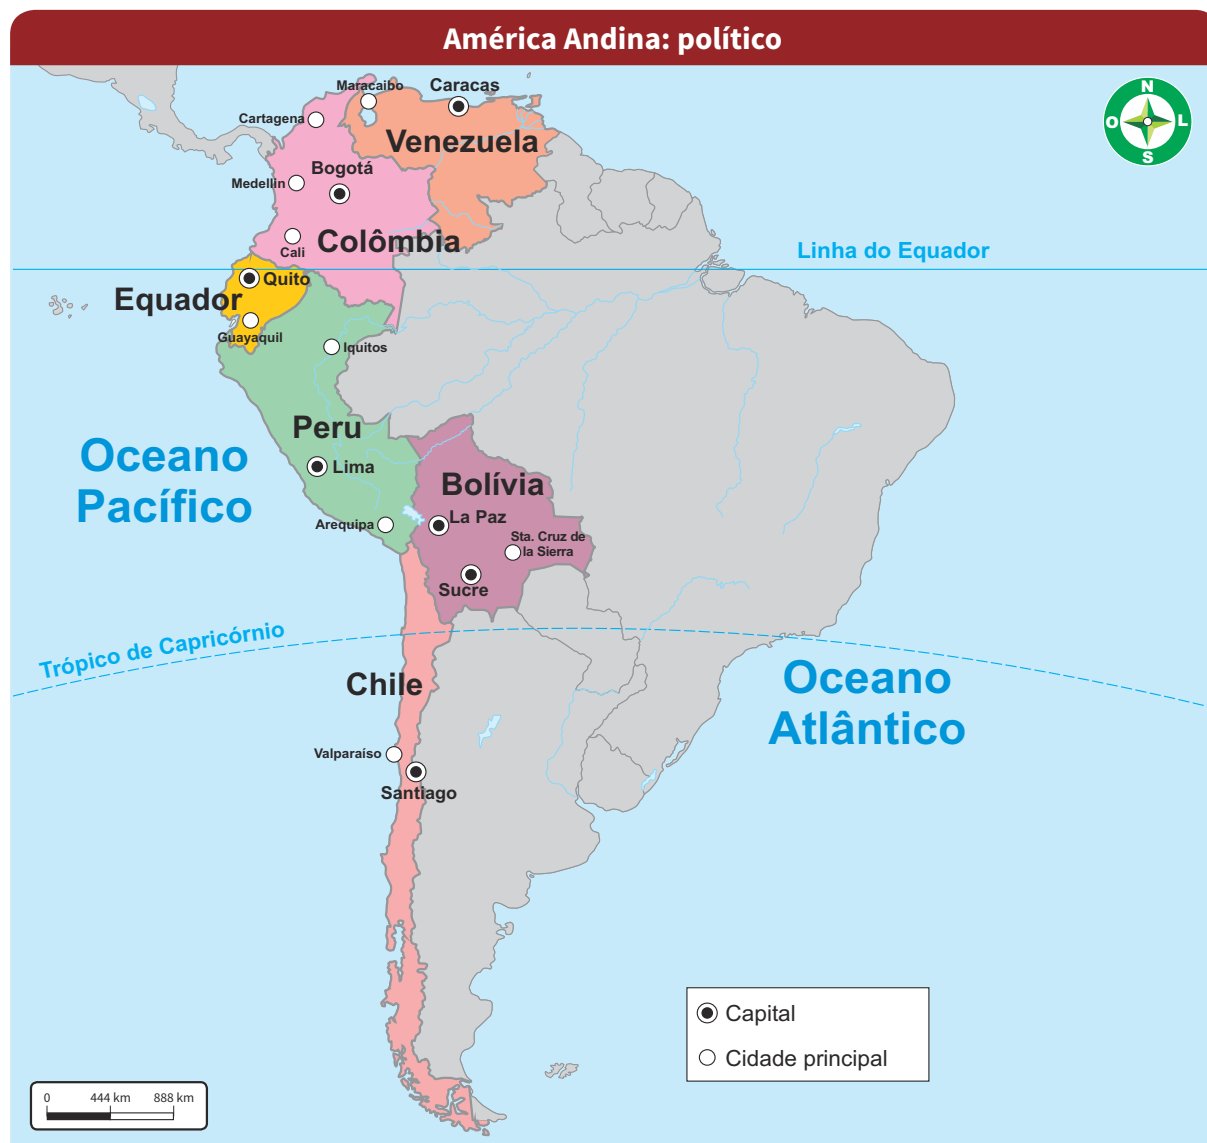 América Andina: político
Maracaibo
Caracas
Cartagena
Venezuela
N
O
L
S
Medellin
Bogotá
Cali
Colômbia
Linha do Equador
Quito
Equador
Guayaquil
Iquitos
Peru
Oceano
Pacífico
Lima
Bolívia
Arequipa
La Paz
Sta. Cruz de
la Sierra
Sucre
Trópico de Capricórnio
Chile
Oceano
Atlântico
Valparaíso
Santiago
Capital
Cidade principal
0 444 km 888 km